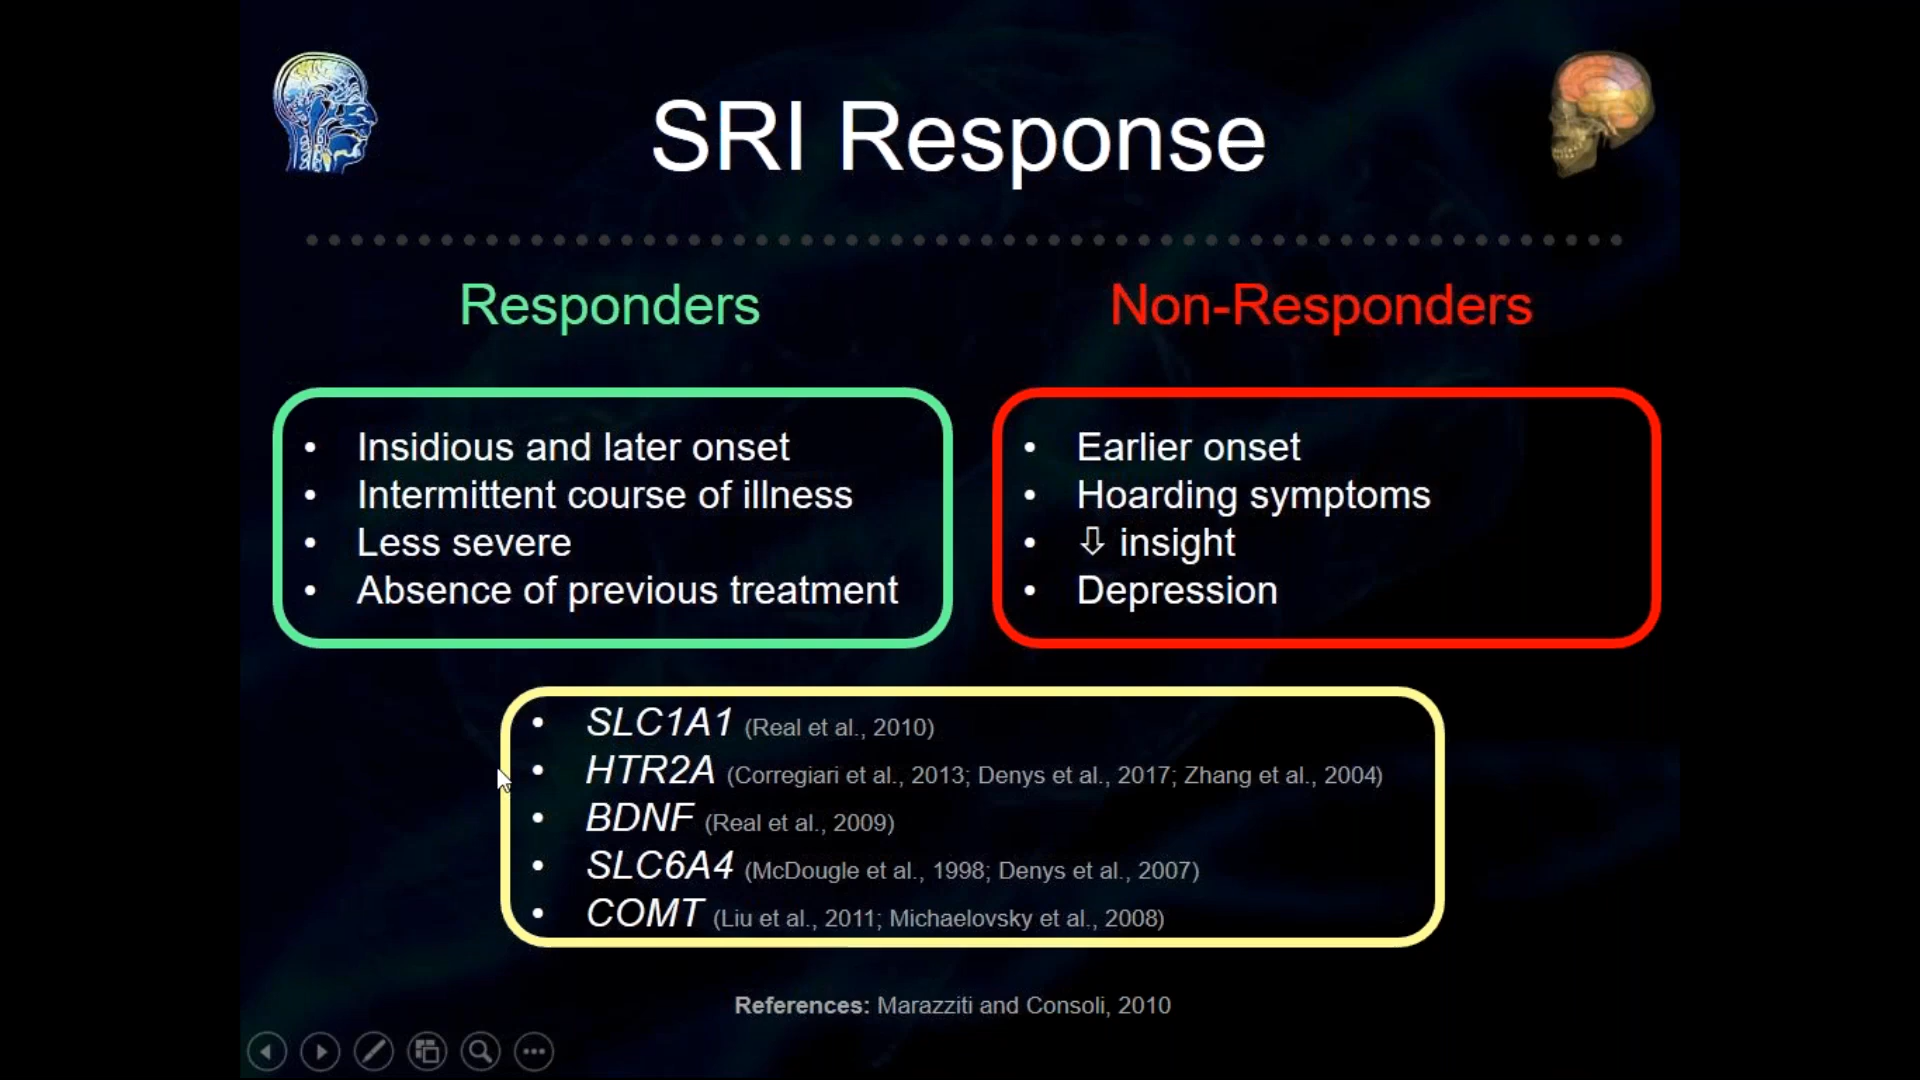 SRI Response
Responders
Non-Responders
• Insidious and later onset
• Intermittent course of illness
• Less severe
• Absence of previous treatment
• Earlier onset
• Hoarding symptoms
• ⇩ insight
• Depression
• SLC1A1 (Real et al., 2010)
• HTR2A (Corregiari et al., 2013; Denys et al., 2017; Zhang et al., 2004)
• BDNF (Real et al., 2009)
• SLC6A4 (McDougle et al., 1998; Denys et al., 2007)
• COMT (Liu et al., 2011; Michaelovsky et al., 2008)
References: Marazziti and Consoli, 2010